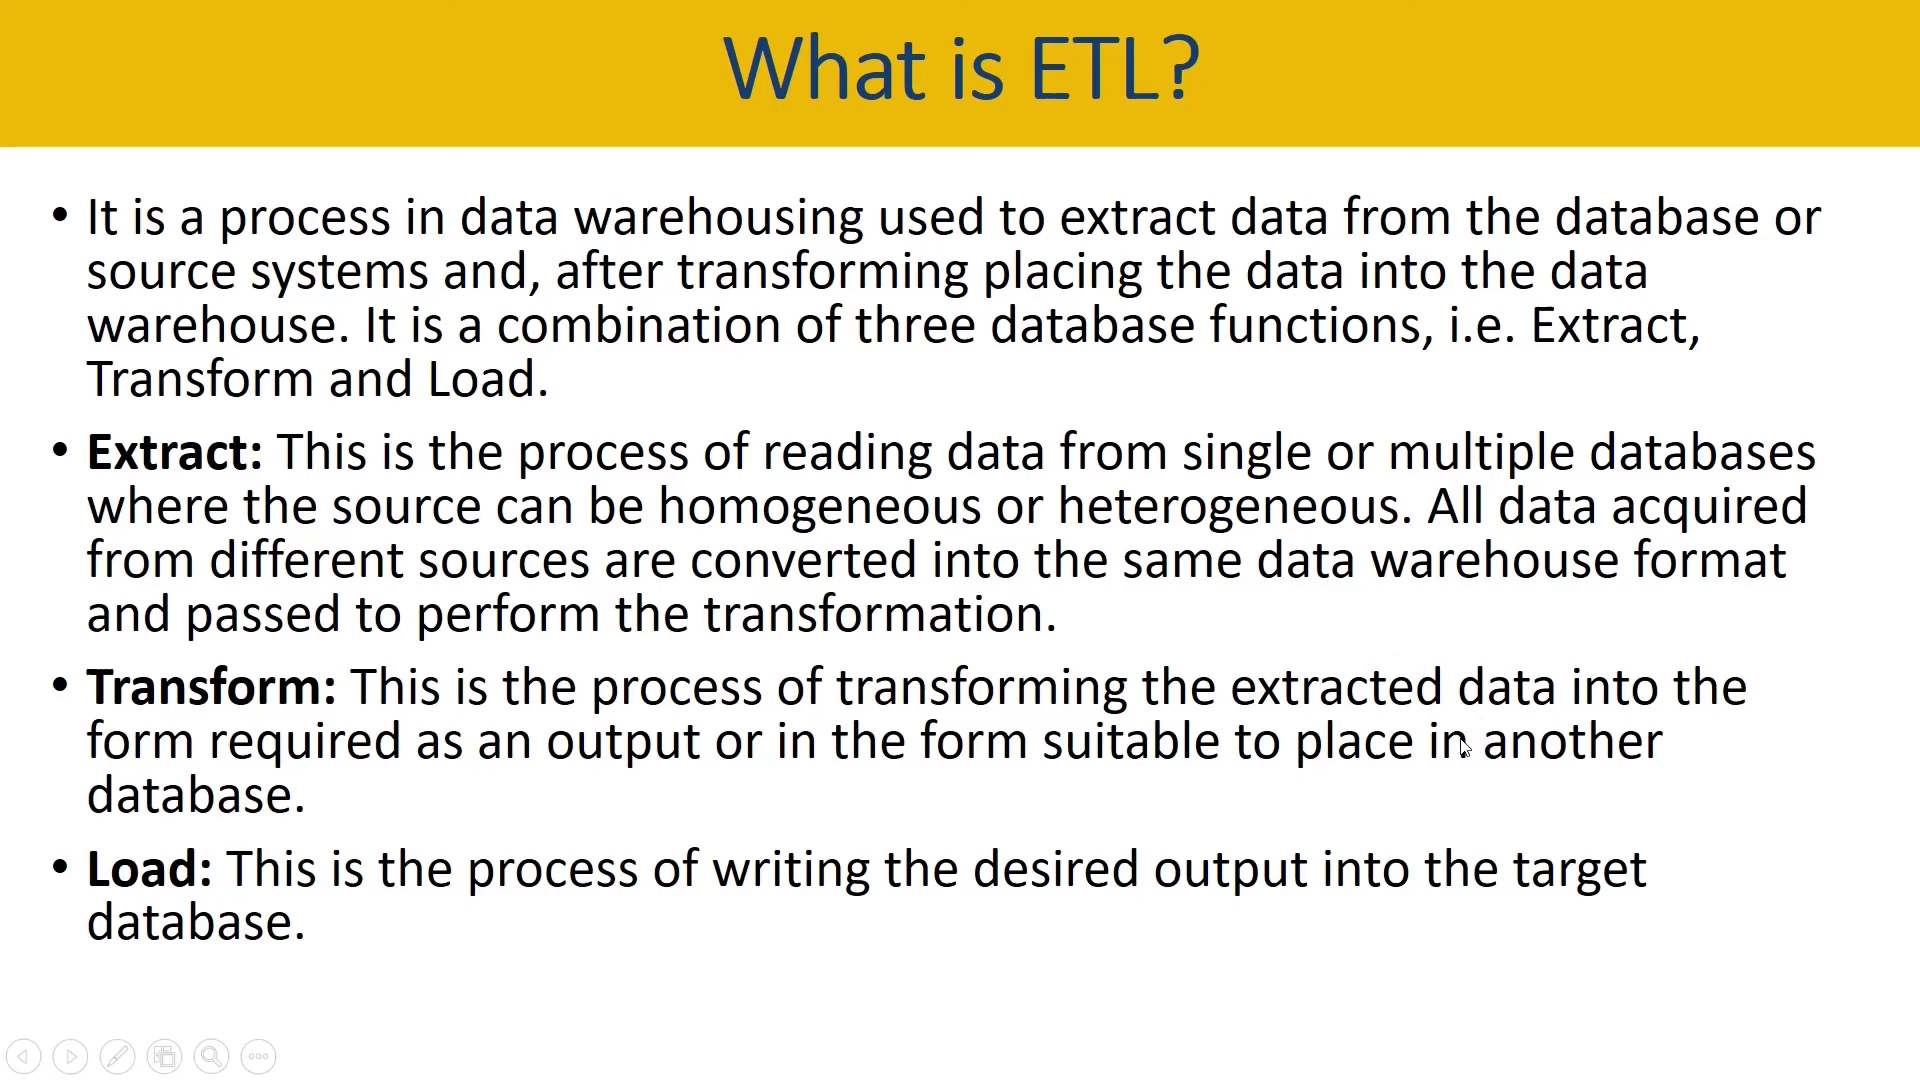 What is ETL?
• It is a process in data warehousing used to extract data from the database or
source systems and, after transforming placing the data into the data
warehouse. It is a combination of three database functions, i.e. Extract,
Transform and Load.
• Extract: This is the process of reading data from single or multiple databases
where the source can be homogeneous or heterogeneous. All data acquired
from different sources are converted into the same data warehouse format
and passed to perform the transformation.
• Transform: This is the process of transforming the extracted data into the
form required as an output or in the form suitable to place in another
database.
• Load: This is the process of writing the desired output into the target
database.